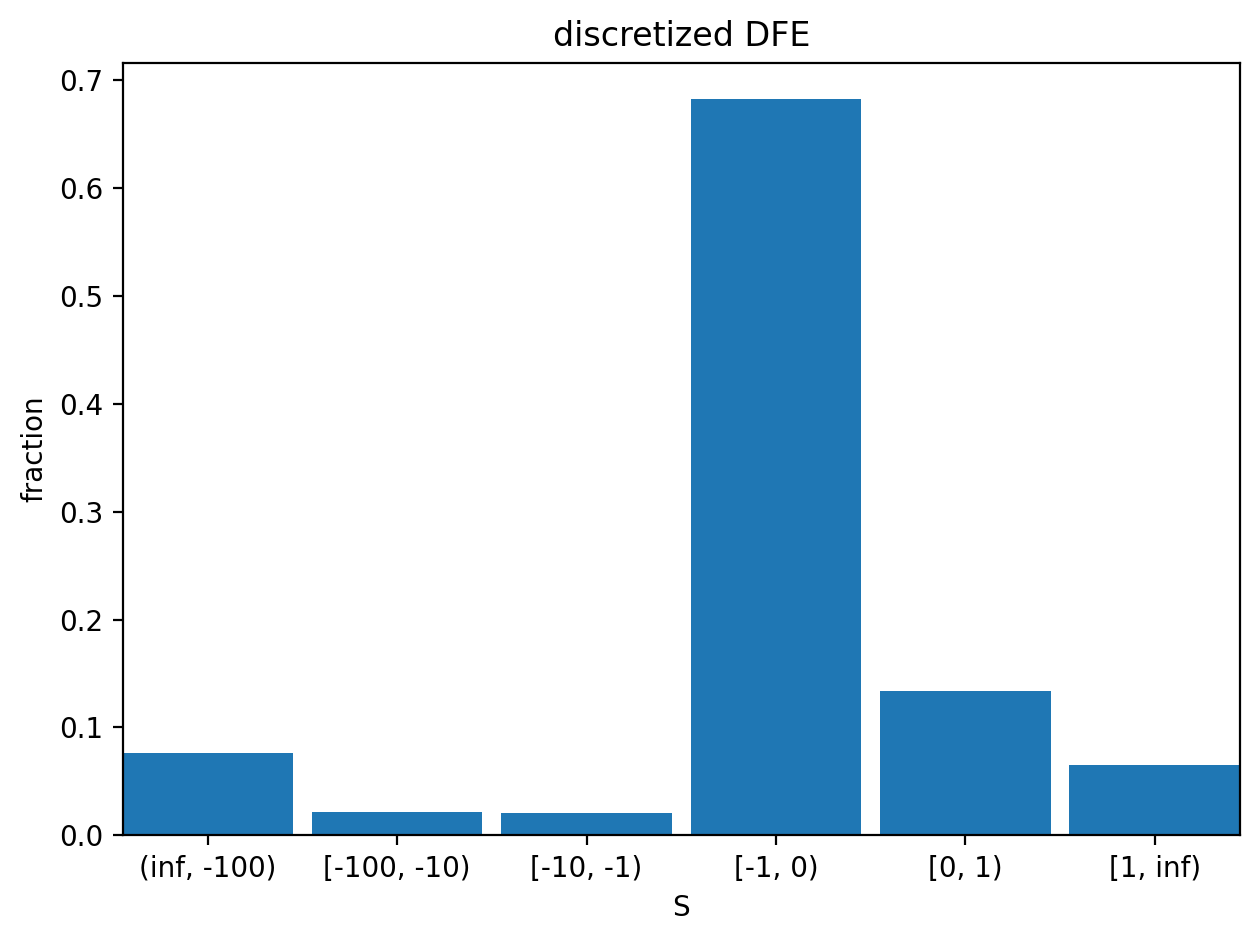 discretized DFE
0.7
0.6
0.5
0.4
0.3
0.2
0.1
0.0
fraction
(inf, -100) [-100, -10) [-10, -1) [-1, 0) [0, 1) [1, inf)
S